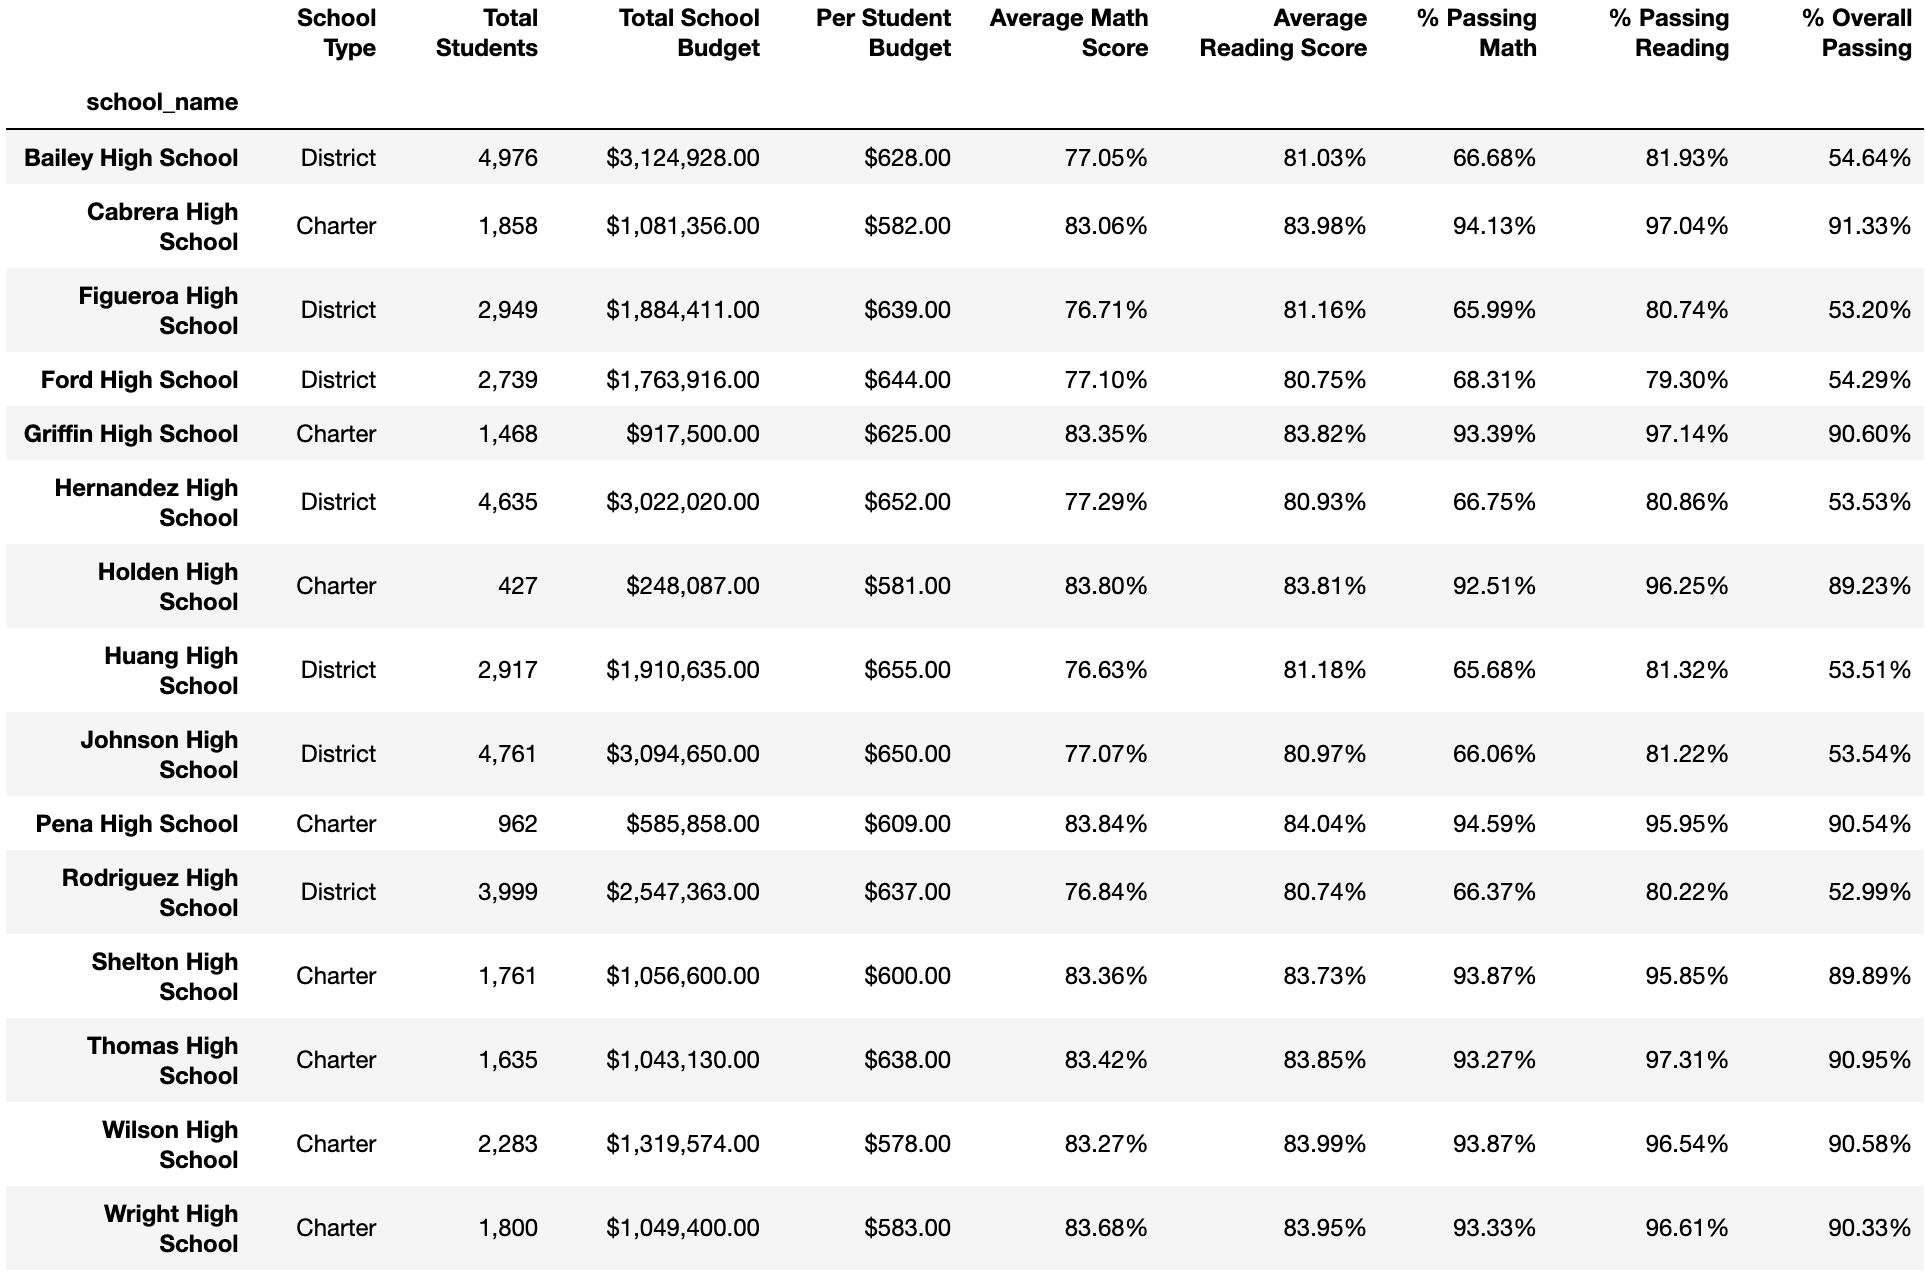 School Type Total Students Total School Budget Per Student Budget Average Math Score Average Reading Score % Passing Math % Passing Reading % Overall Passing
school_name
Bailey High School District 4,976 $3,124,928.00 $628.00 77.05% 81.03% 66.68% 81.93% 54.64%
Cabrera High School Charter 1,858 $1,081,356.00 $582.00 83.06% 83.98% 94.13% 97.04% 91.33%
Figueroa High School District 2,949 $1,884,411.00 $639.00 76.71% 81.16% 65.99% 80.74% 53.20%
Ford High School District 2,739 $1,763,916.00 $644.00 77.10% 80.75% 68.31% 79.30% 54.29%
Griffin High School Charter 1,468 $917,500.00 $625.00 83.35% 83.82% 93.39% 97.14% 90.60%
Hernandez High School District 4,635 $3,022,020.00 $652.00 77.29% 80.93% 66.75% 80.86% 53.53%
Holden High School Charter 427 $248,087.00 $581.00 83.80% 83.81% 92.51% 96.25% 89.23%
Huang High School District 2,917 $1,910,635.00 $655.00 76.63% 81.18% 65.68% 81.32% 53.51%
Johnson High School District 4,761 $3,094,650.00 $650.00 77.07% 80.97% 66.06% 81.22% 53.54%
Pena High School Charter 962 $585,858.00 $609.00 83.84% 84.04% 94.59% 95.95% 90.54%
Rodriguez High School District 3,999 $2,547,363.00 $637.00 76.84% 80.74% 66.37% 80.22% 52.99%
Shelton High School Charter 1,761 $1,056,600.00 $600.00 83.36% 83.73% 93.87% 95.85% 89.89%
Thomas High School Charter 1,635 $1,043,130.00 $638.00 83.42% 83.85% 93.27% 97.31% 90.95%
Wilson High School Charter 2,283 $1,319,574.00 $578.00 83.27% 83.99% 93.87% 96.54% 90.58%
Wright High School Charter 1,800 $1,049,400.00 $583.00 83.68% 83.95% 93.33% 96.61% 90.33%